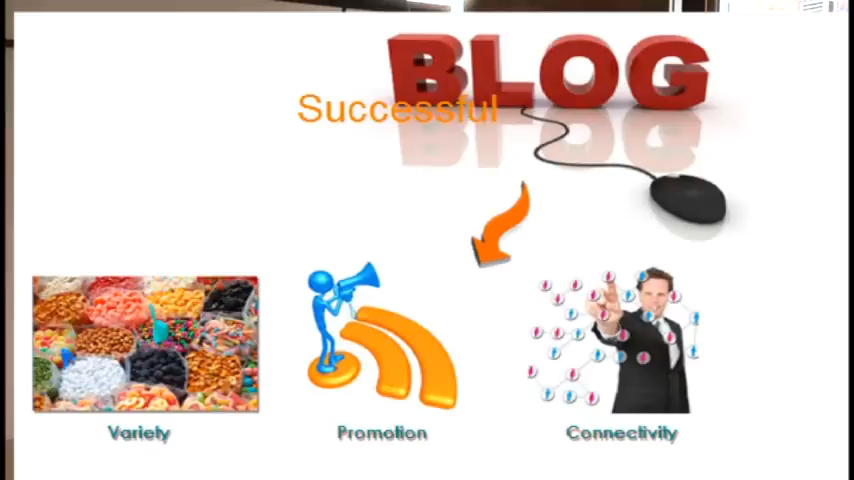 BLOG
Successful
Variety
Promotion
Connectivity